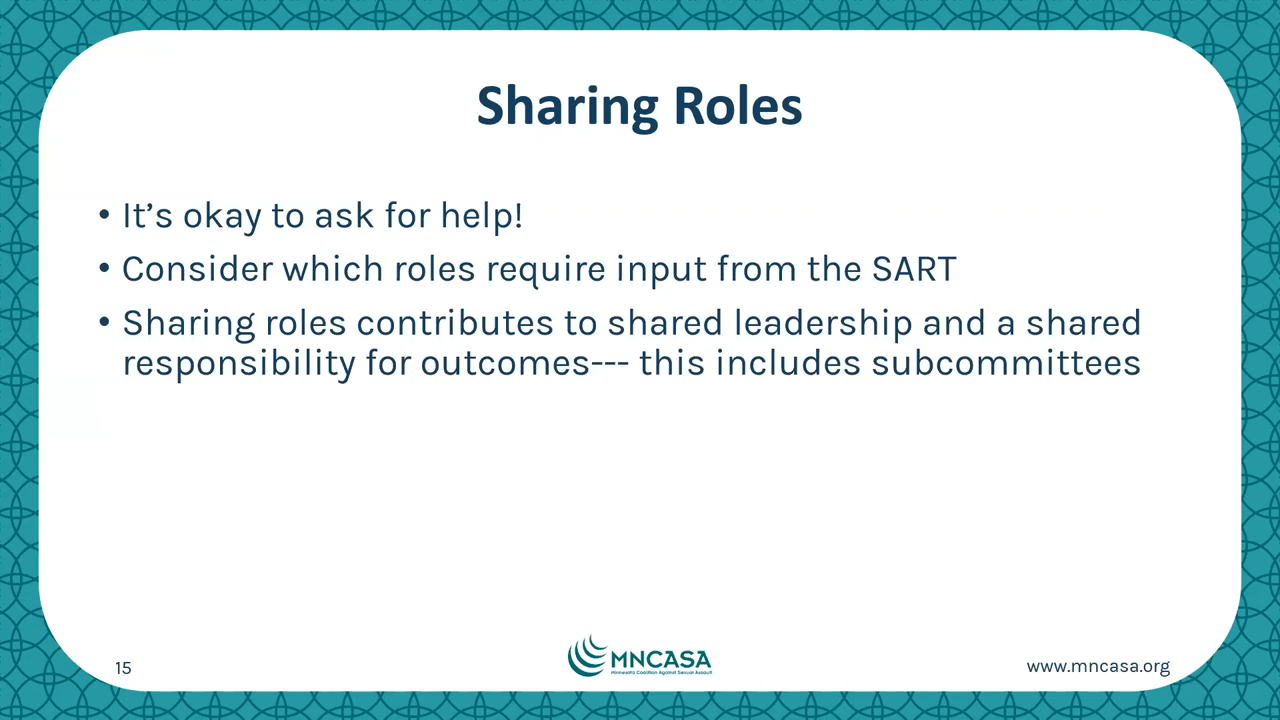 Sharing Roles
• It’s okay to ask for help!
• Consider which roles require input from the SART
• Sharing roles contributes to shared leadership and a shared
responsibility for outcomes--- this includes subcommittees
15
MNCASA
Minnesota Coalition Against Sexual Assault
www.mncasa.org